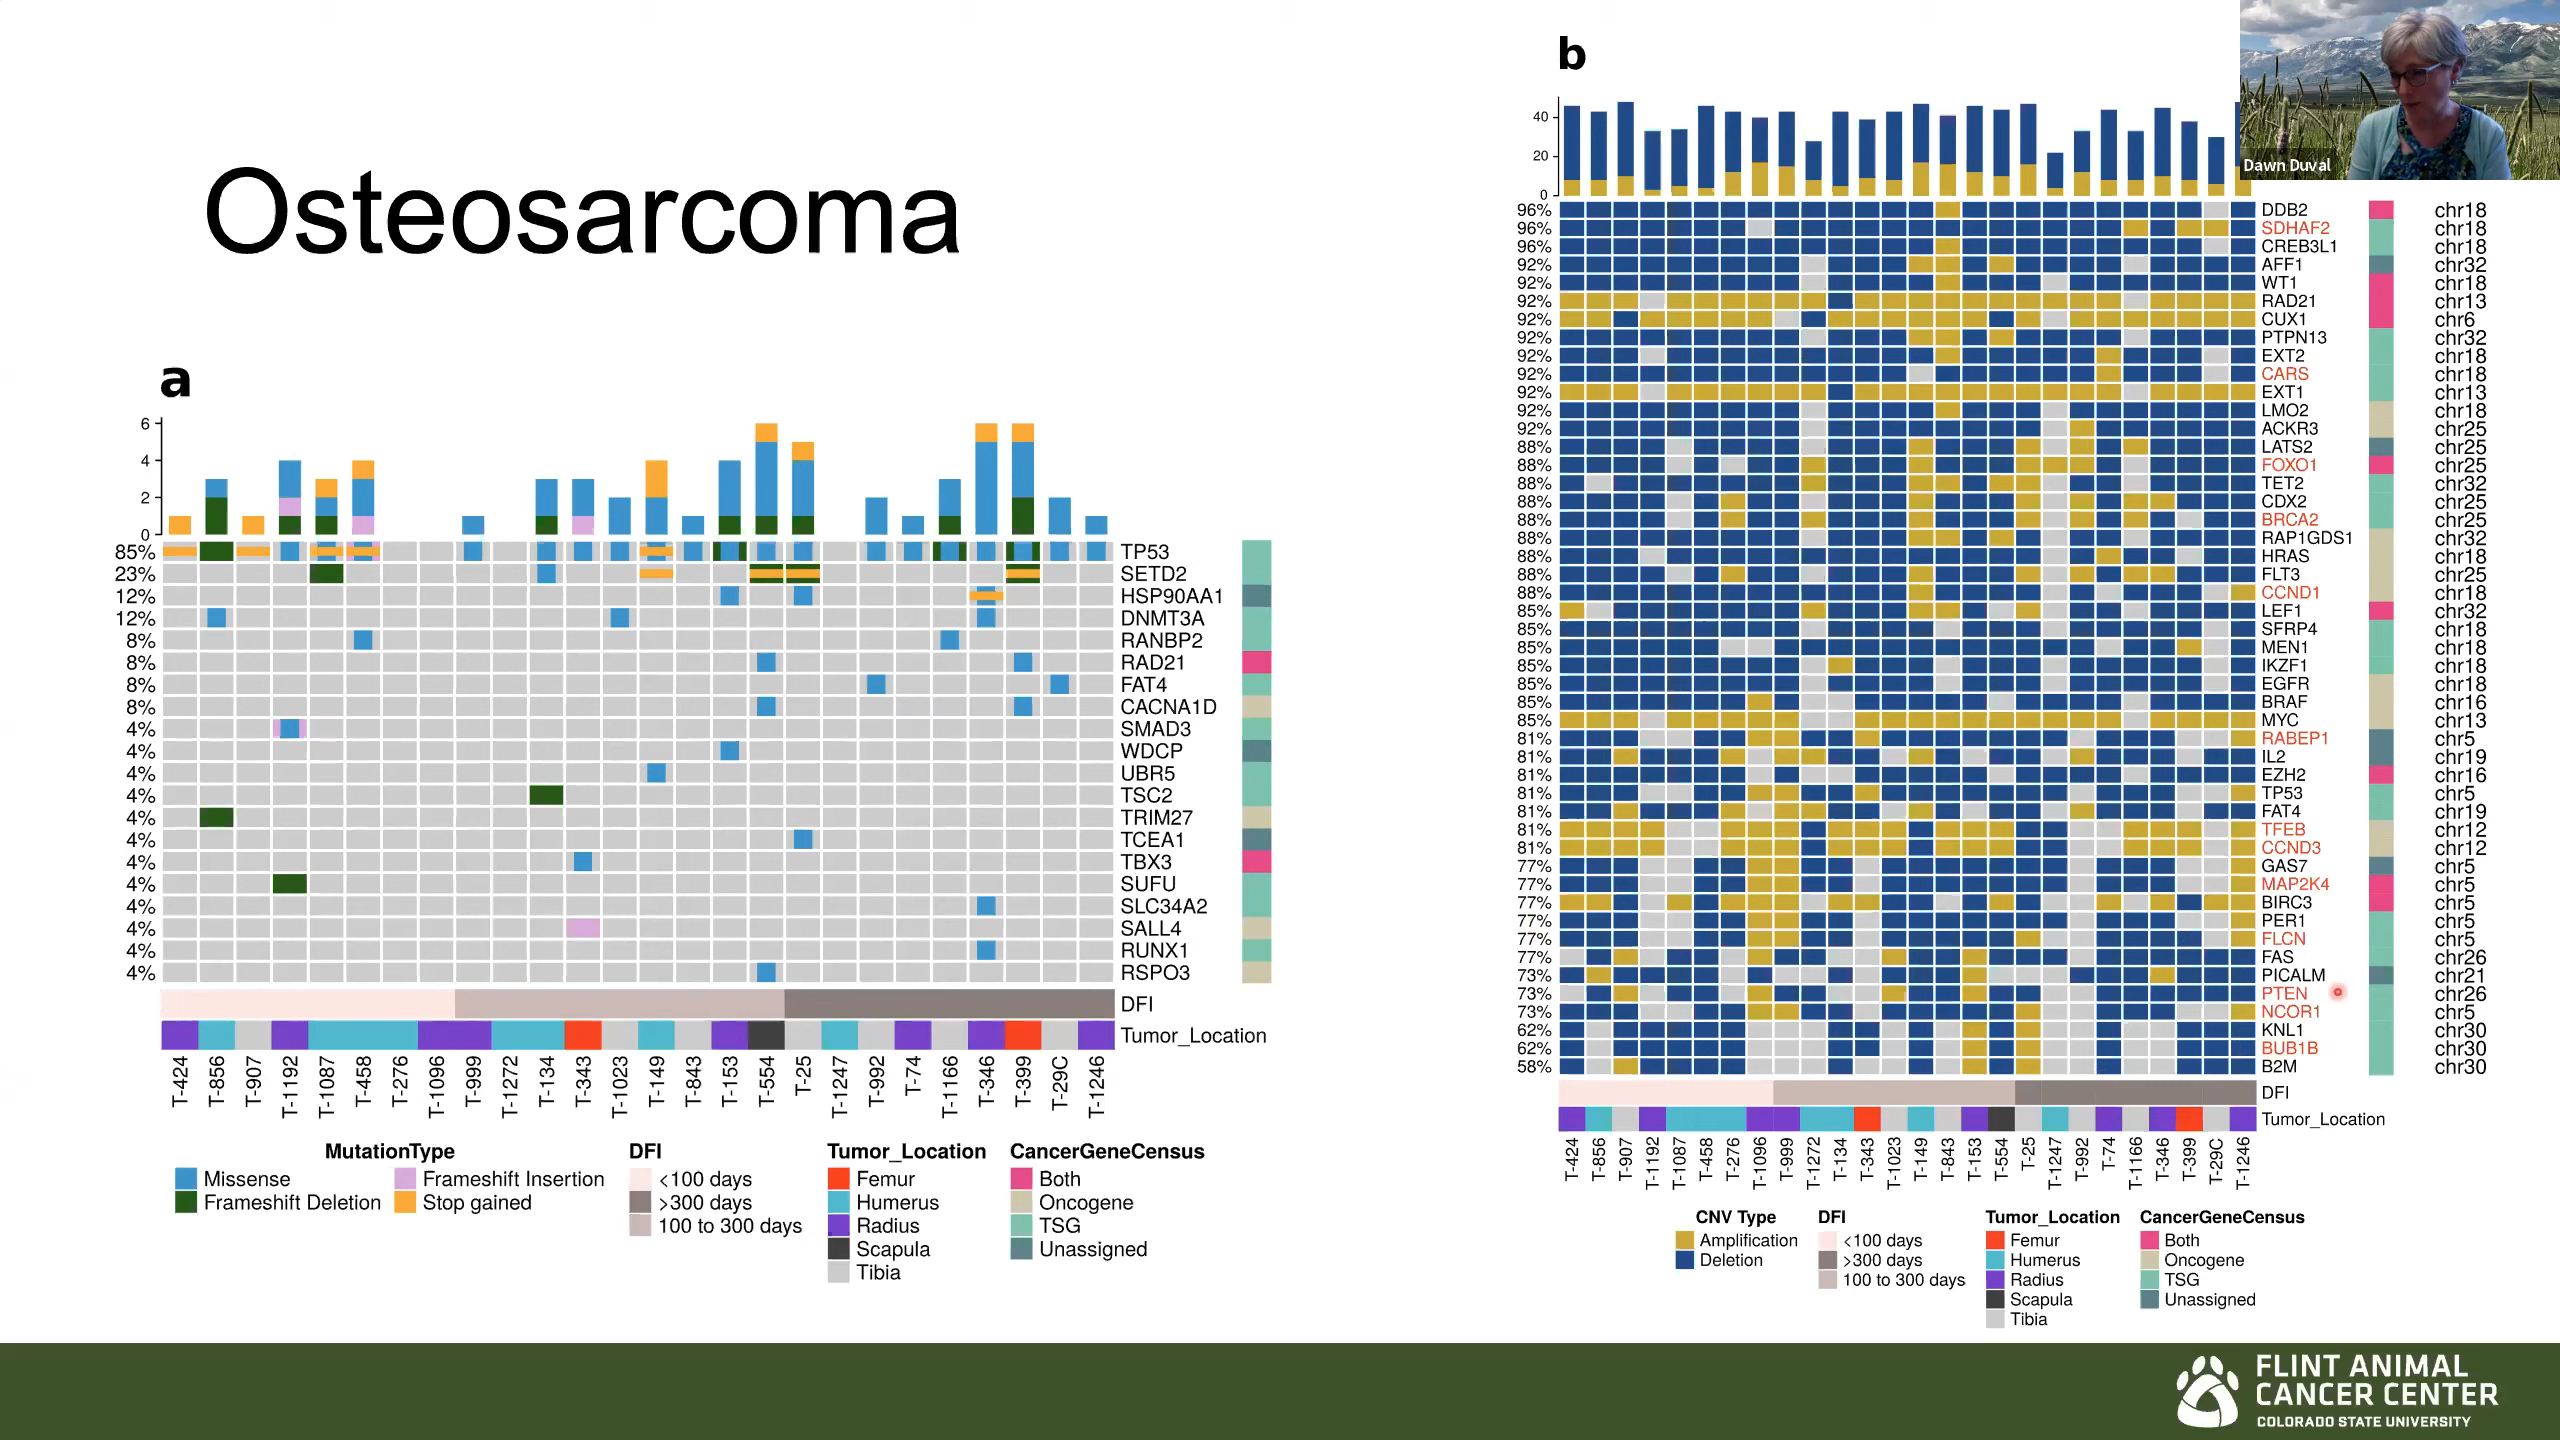 Osteosarcoma
a
6
4
2
0
85% TP53
23% SETD2
12% HSP90AA1
12% DNMT3A
8% RANBP2
8% RAD21
8% FAT4
8% CACNA1D
4% SMAD3
4% WDCP
4% UBR5
4% TSC2
4% TRIM27
4% TCEA1
4% TBX3
4% SUFU
4% SLC34A2
4% SALL4
4% RUNX1
4% RSPO3
DFI
Tumor_Location
T-424 T-856 T-907 T-1192 T-1087 T-458 T-276 T-1096 T-999 T-1272 T-134 T-343 T-1023 T-149 T-843 T-153 T-554 T-25 T-1247 T-992 T-74 T-1166 T-346 T-399 T-29C T-1246
MutationType
Missense
Frameshift Deletion
Frameshift Insertion
Stop gained
DFI
<100 days
>300 days
100 to 300 days
Tumor_Location
Femur
Humerus
Radius
Scapula
Tibia
CancerGeneCensus
Both
Oncogene
TSG
Unassigned
b
Dawn Duval
40
20
0
96% DDB2 chr18
96% SDHAF2 chr18
96% CREB3L1 chr18
92% AFF1 chr32
92% WT1 chr18
92% RAD21 chr13
92% CUX1 chr6
92% PTPN13 chr32
92% EXT2 chr18
92% CARS chr18
92% EXT1 chr13
92% LMO2 chr18
92% ACKR3 chr25
88% LATS2 chr25
88% FOXO1 chr25
88% TET2 chr32
88% CDX2 chr25
88% BRCA2 chr25
88% RAP1GDS1 chr32
88% HRAS chr18
88% FLT3 chr25
88% CCND1 chr18
85% LEF1 chr32
85% SFRP4 chr18
85% MEN1 chr18
85% IKZF1 chr18
85% EGFR chr18
85% BRAF chr16
85% MYC chr13
81% RABEP1 chr5
81% IL2 chr19
81% EZH2 chr16
81% TP53 chr5
81% FAT4 chr19
81% TFEB chr12
81% CCND3 chr12
77% GAS7 chr5
77% MAP2K4 chr5
77% BIRC3 chr5
77% PER1 chr5
77% FLCN chr5
77% FAS chr26
73% PICALM chr21
73% PTEN chr26
73% NCOR1 chr5
62% KNL1 chr30
62% BUB1B chr30
58% B2M chr30
DFI
Tumor_Location
T-424 T-856 T-907 T-1192 T-1087 T-458 T-276 T-1096 T-999 T-1272 T-134 T-343 T-1023 T-149 T-843 T-153 T-554 T-25 T-1247 T-992 T-74 T-1166 T-346 T-399 T-29C T-1246
CNV Type
Amplification
Deletion
DFI
<100 days
>300 days
100 to 300 days
Tumor_Location
Femur
Humerus
Radius
Scapula
Tibia
CancerGeneCensus
Both
Oncogene
TSG
Unassigned
FLINT ANIMAL
CANCER CENTER
COLORADO STATE UNIVERSITY